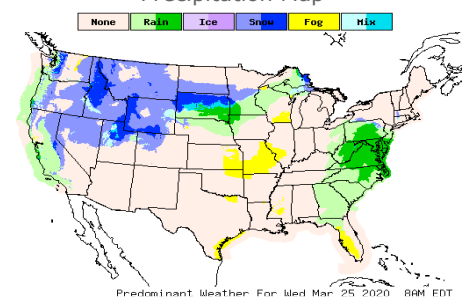 Precipitation Map
None Rain Ice Snow Fog Mix
Predominant Weather For Wed Mar 25 2020 8AM EDT